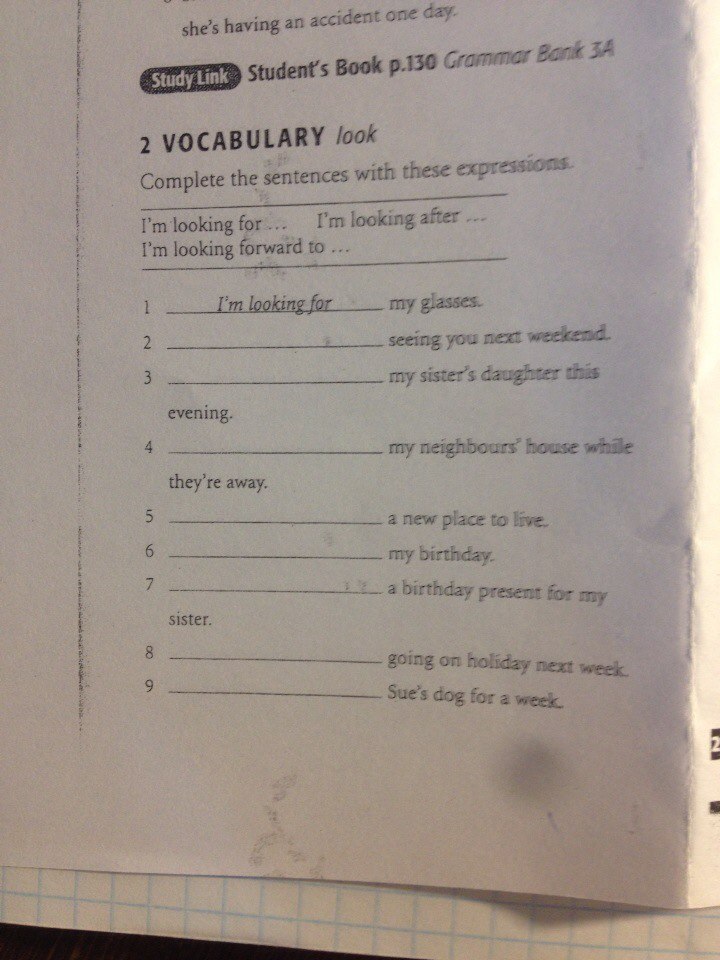 she's having an accident one day.
Study Link Student's Book p.130 Grammar Bank 3A
2 VOCABULARY look
Complete the sentences with these expressions.
I'm looking for ... I'm looking after ...
I'm looking forward to ...
1 I'm looking for my glasses.
2 seeing you next weekend.
3 my sister's daughter this
evening.
4 my neighbours' house while
they're away.
5 a new place to live.
6 my birthday.
7 a birthday present for my
sister.
8 going on holiday next week.
9 Sue's dog for a week.
2